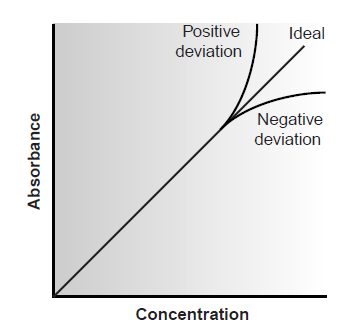 Positive
deviation
Ideal
Negative
deviation
Absorbance
Concentration